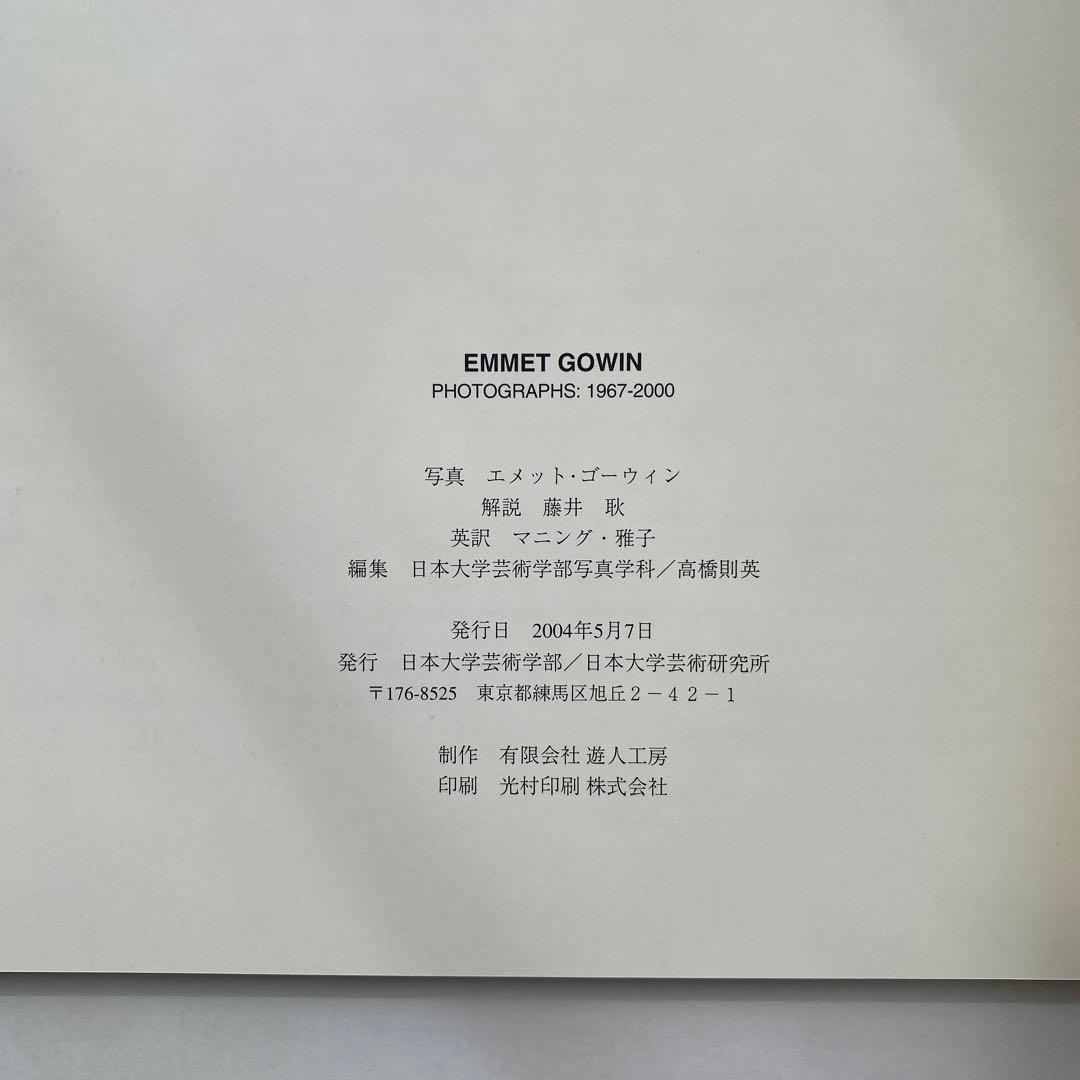 EMMET GOWIN
PHOTOGRAPHS: 1967-2000
写真　エメット・ゴーウィン
解説　藤井　耿
英訳　マニング・雅子
編集　日本大学芸術学部写真学科／高橋則英
発行日　2004年5月7日
発行　日本大学芸術学部／日本大学芸術研究所
〒176-8525　東京都練馬区旭丘２－４２－１
制作　有限会社 遊人工房
印刷　光村印刷 株式会社